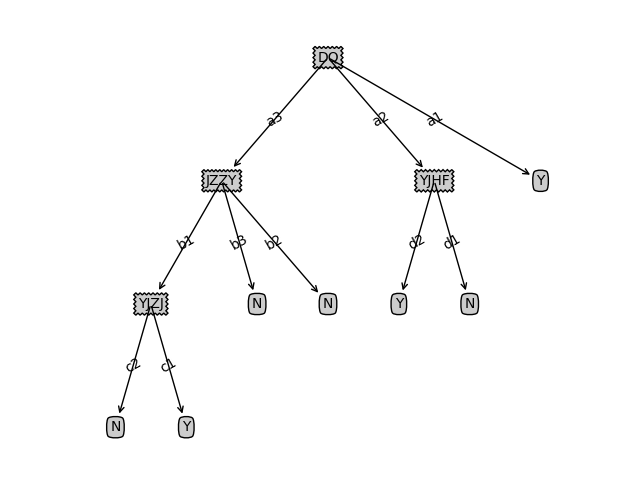 DQ
a3 a2 a1
JZZY YJHF Y
b1 b3 b2 d2 d1
YJZJ N N Y N
c2 c1
N Y